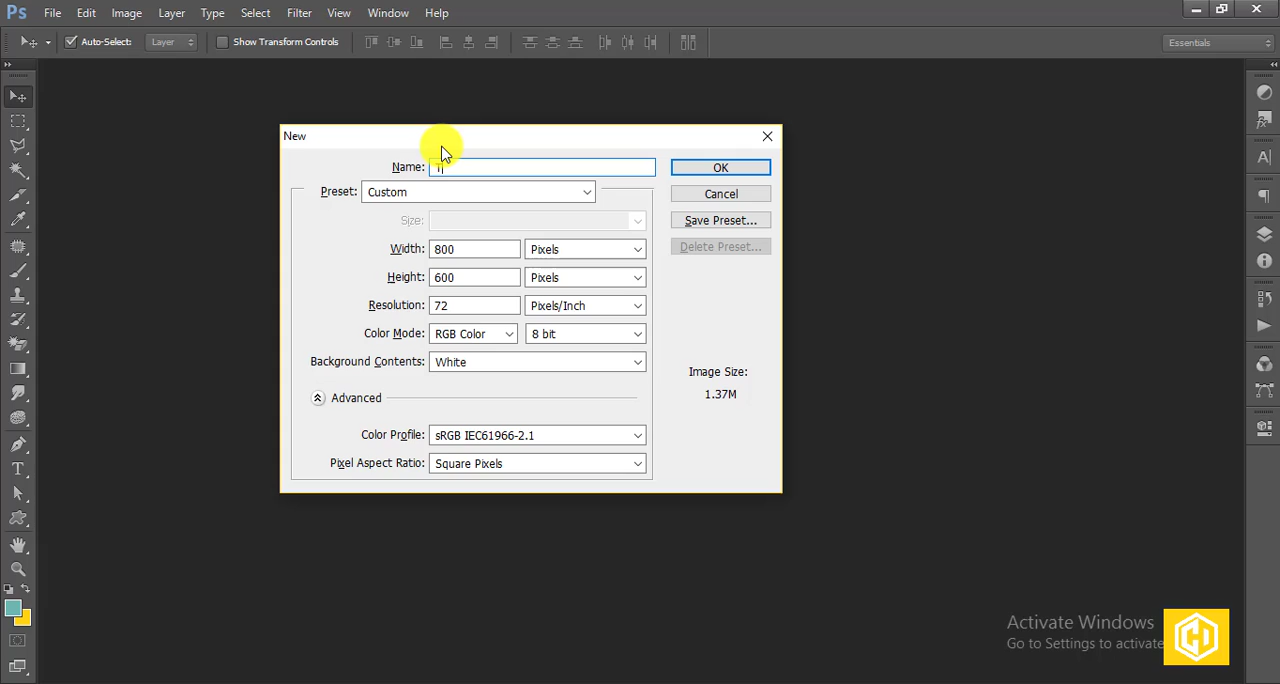 Ps File Edit Image Layer Type Select Filter View Window Help
Auto-Select: Layer Show Transform Controls Essentials
New
Name: OK
Preset: Custom Cancel
Size: Save Preset...
Width: 800 Pixels Delete Preset...
Height: 600 Pixels
Resolution: 72 Pixels/Inch
Color Mode: RGB Color 8 bit
Background Contents: White
Image Size:
1.37M
Advanced
Color Profile: sRGB IEC61966-2.1
Pixel Aspect Ratio: Square Pixels
Activate Windows
Go to Settings to activate